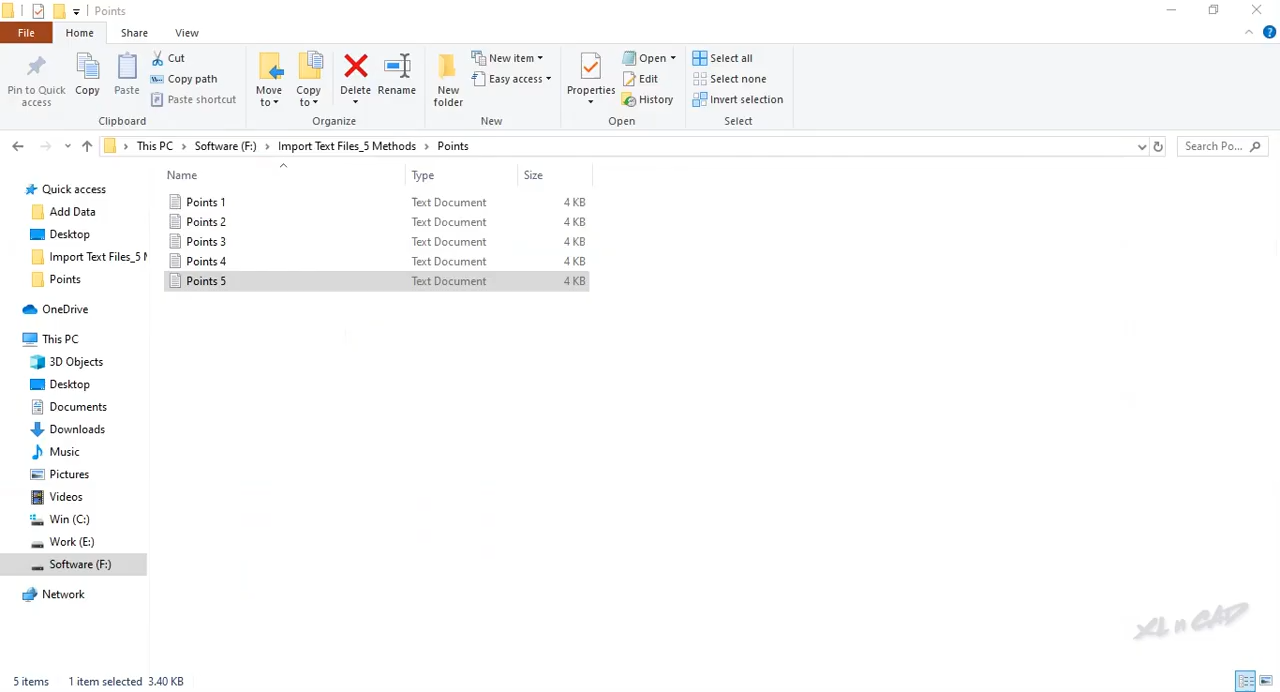 Points
File Home Share View
Pin to Quick access
Copy
Paste
Cut
Copy path
Paste shortcut
Clipboard
Move to
Copy to
Delete
Rename
Organize
New folder
New item
Easy access
New
Properties
Open
Edit
History
Open
Select all
Select none
Invert selection
Select
This PC › Software (F:) › Import Text Files_5 Methods › Points
Search Po...
Name Type Size
Points 1 Text Document 4 KB
Points 2 Text Document 4 KB
Points 3 Text Document 4 KB
Points 4 Text Document 4 KB
Points 5 Text Document 4 KB
Quick access
Add Data
Desktop
Import Text Files_5 M
Points
OneDrive
This PC
3D Objects
Desktop
Documents
Downloads
Music
Pictures
Videos
Win (C:)
Work (E:)
Software (F:)
Network
XL n CAD
5 items 1 item selected 3.40 KB